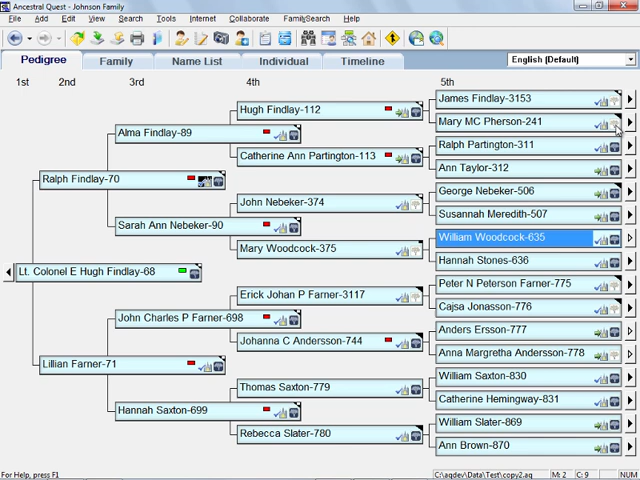 Ancestral Quest - Johnson Family
File Add Edit View Search Tools Internet Collaborate FamilySearch Help
Pedigree Family Name List Individual Timeline English (Default)
1st 2nd 3rd 4th 5th
James Findlay-3153
Hugh Findlay-112
Mary MC Pherson-241
Alma Findlay-89
Ralph Partington-311
Catherine Ann Partington-113
Ann Taylor-312
Ralph Findlay-70
George Nebeker-506
John Nebeker-374
Susannah Meredith-507
Sarah Ann Nebeker-90
William Woodcock-635
Mary Woodcock-375
Hannah Stones-636
Lt. Colonel E Hugh Findlay-68
Peter N Peterson Farner-775
Erick Johan P Farner-3117
Cajsa Jonasson-776
John Charles P Farner-698
Anders Ersson-777
Johanna C Andersson-744
Anna Margretha Andersson-778
Lillian Farner-71
William Saxton-830
Thomas Saxton-779
Catherine Hemingway-831
Hannah Saxton-699
William Slater-869
Rebecca Slater-780
Ann Brown-870
For Help, press F1 C:\aqdev\Data\Test\copy2.aq M: 2 C: 9 NUM